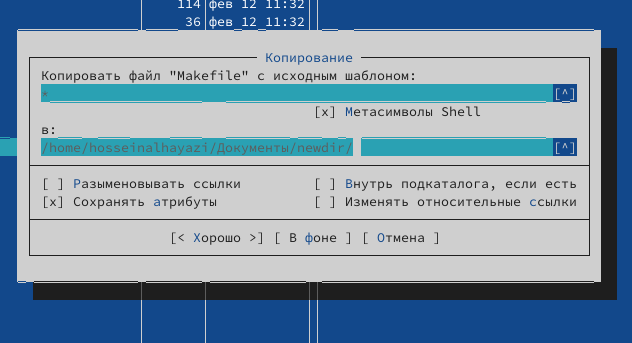 114 фев 12 11:32
36 фев 12 11:32
Копирование
Копировать файл "Makefile" с исходным шаблоном:
* [^]
[x] Метасимволы Shell
в:
/home/hosseinalhayazi/Документы/newdir/ [^]
[ ] Разыменовывать ссылки [ ] Внутрь подкаталога, если есть
[x] Сохранять атрибуты [ ] Изменять относительные ссылки
[< Хорошо >] [ В фоне ] [ Отмена ]